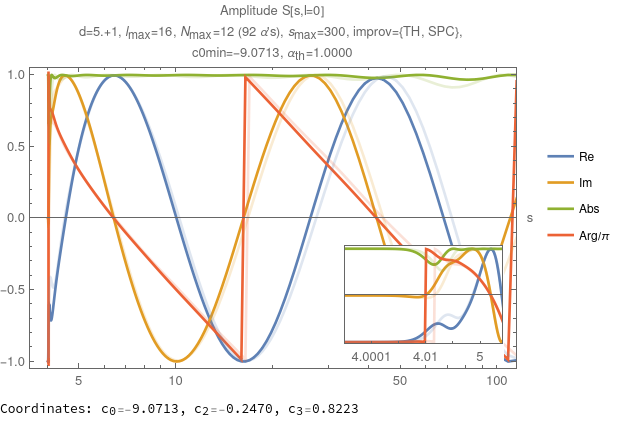 Amplitude S[s,l=0]
d=5.+1, lmax=16, Nmax=12 (92 α's), smax=300, improv={TH, SPC},
c0min=-9.0713, αth=1.0000
1.0
0.5
0.0
-0.5
-1.0
s
Re
Im
Abs
Arg/π
4.0001 4.01 5
5 10 50 100
Coordinates: c0=-9.0713, c2=-0.2470, c3=0.8223